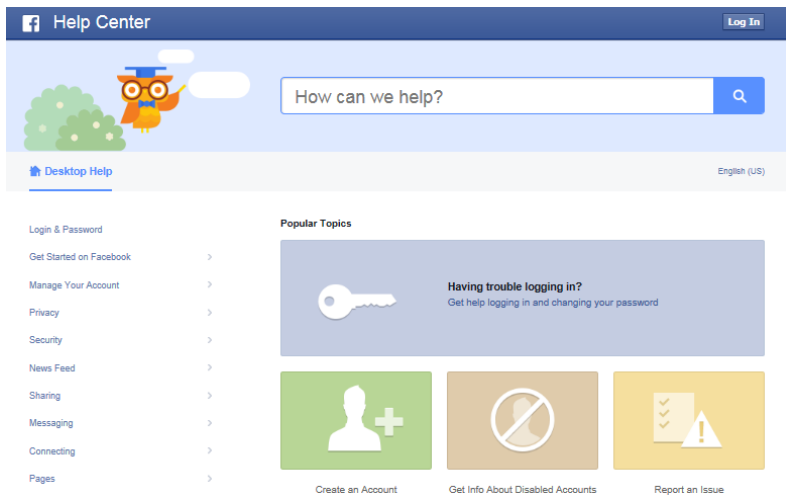 f Help Center
Log In
How can we help?
Desktop Help
English (US)
Login & Password
Get Started on Facebook
Manage Your Account
Privacy
Security
News Feed
Sharing
Messaging
Connecting
Pages
Popular Topics
Having trouble logging in?
Get help logging in and changing your password
Create an Account
Get Info About Disabled Accounts
Report an Issue